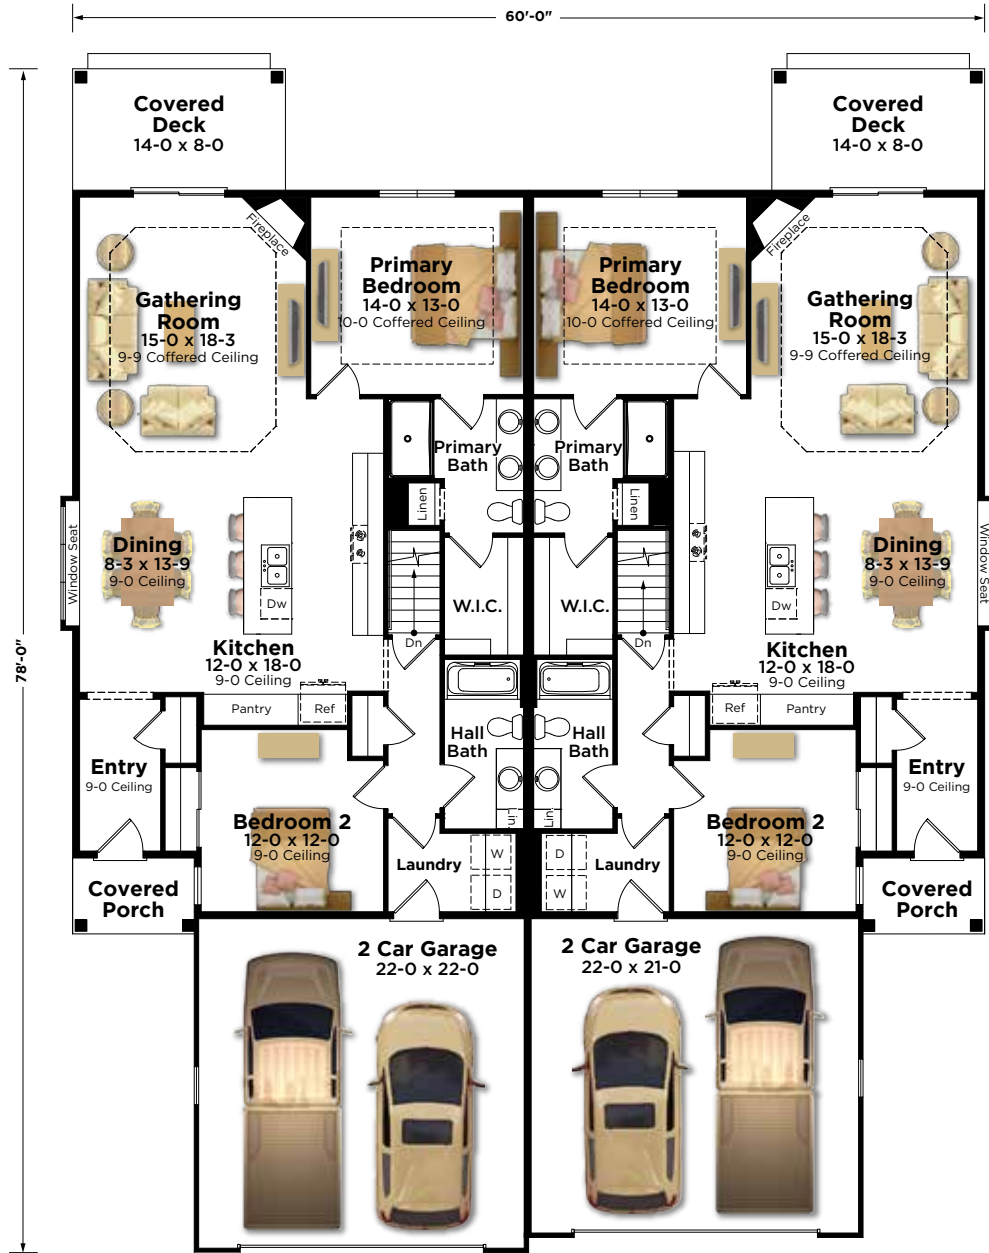 60'-0"
78'-0"
Covered
Deck
14-0 x 8-0
Covered
Deck
14-0 x 8-0
Fireplace
Gathering
Room
15-0 x 18-3
9-9 Coffered Ceiling
Primary
Bedroom
14-0 x 13-0
10-0 Coffered Ceiling
Primary
Bedroom
14-0 x 13-0
10-0 Coffered Ceiling
Fireplace
Gathering
Room
15-0 x 18-3
9-9 Coffered Ceiling
Primary
Bath
Primary
Bath
Linen
Linen
Window Seat
Dining
8-3 x 13-9
9-0 Ceiling
Dw
W.I.C.
W.I.C.
Dw
Dining
8-3 x 13-9
9-0 Ceiling
Window Seat
Dn
Dn
Kitchen
12-0 x 18-0
9-0 Ceiling
Kitchen
12-0 x 18-0
9-0 Ceiling
Pantry
Ref
Ref
Pantry
Hall
Bath
Hall
Bath
Lin
Lin
Entry
9-0 Ceiling
Entry
9-0 Ceiling
Bedroom 2
12-0 x 12-0
9-0 Ceiling
Laundry
W
D
D
W
Laundry
Bedroom 2
12-0 x 12-0
9-0 Ceiling
Covered
Porch
Covered
Porch
2 Car Garage
22-0 x 22-0
2 Car Garage
22-0 x 21-0